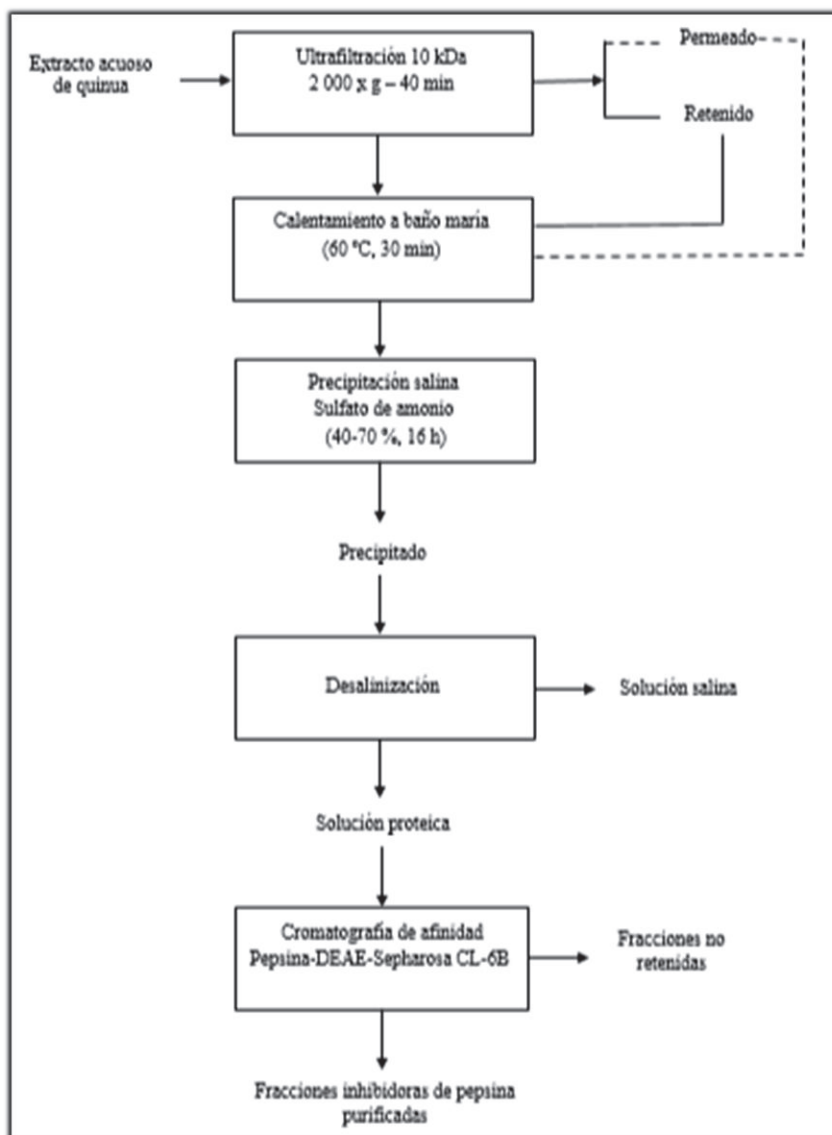 Extracto acuoso
de quinua
Ultrafiltración 10 kDa
2 000 x g – 40 min
Permeado
Retenido
Calentamiento a baño maría
(60 °C, 30 min)
Precipitación salina
Sulfato de amonio
(40-70 %, 16 h)
Precipitado
Desalinización
Solución salina
Solución proteica
Cromatografía de afinidad
Pepsina-DEAE-Sepharosa CL-6B
Fracciones no
retenidas
Fracciones inhibidoras de pepsina
purificadas